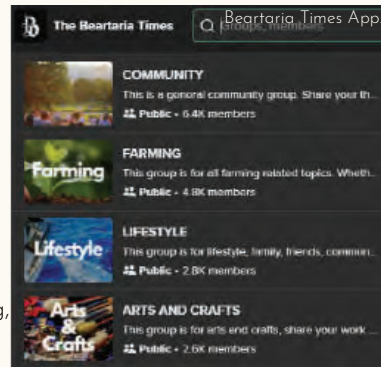 The Beartaria Times
Beartaria Times App.
Groups, members
COMMUNITY
This is a general community group. Share your th...
Public • 6.4K members
Farming
FARMING
This group is for all farming related topics. Wheth...
Public • 4.8K members
Lifestyle
LIFESTYLE
This group is for lifestyle, family, friends, commun...
Public • 2.8K members
g,
Arts
&
Crafts
ARTS AND CRAFTS
This group is for arts and crafts, share your work ...
Public • 2.6K members